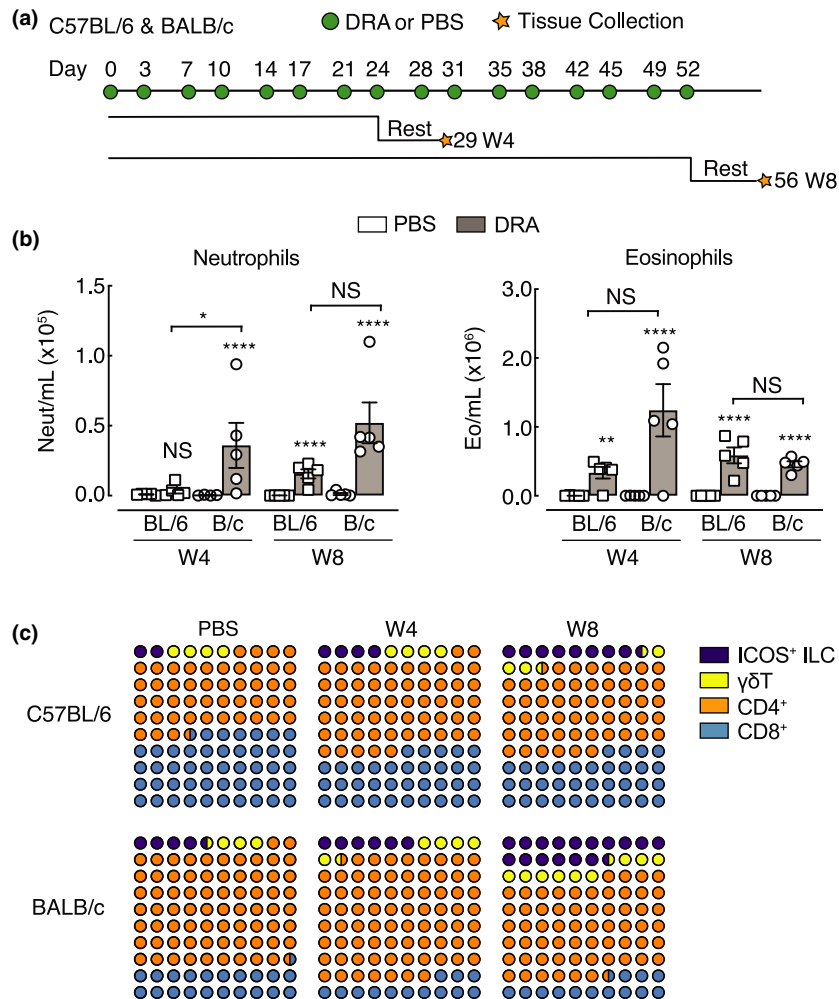 (a)
C57BL/6 & BALB/c
DRA or PBS
Tissue Collection
Day 0 3 7 10 14 17 21 24 28 31 35 38 42 45 49 52
Rest
29 W4
Rest
56 W8
(b)
PBS DRA
Neutrophils
Neut/mL (x10⁵)
1.5
1.0
0.5
0.0
NS
*
****
NS
****
****
BL/6 B/c BL/6 B/c
W4 W8
Eosinophils
Eo/mL (x10⁶)
3.0
2.0
1.0
0.0
NS
****
**
NS
****
****
BL/6 B/c BL/6 B/c
W4 W8
(c)
PBS W4 W8
C57BL/6
BALB/c
ICOS⁺ ILC
γδT
CD4⁺
CD8⁺